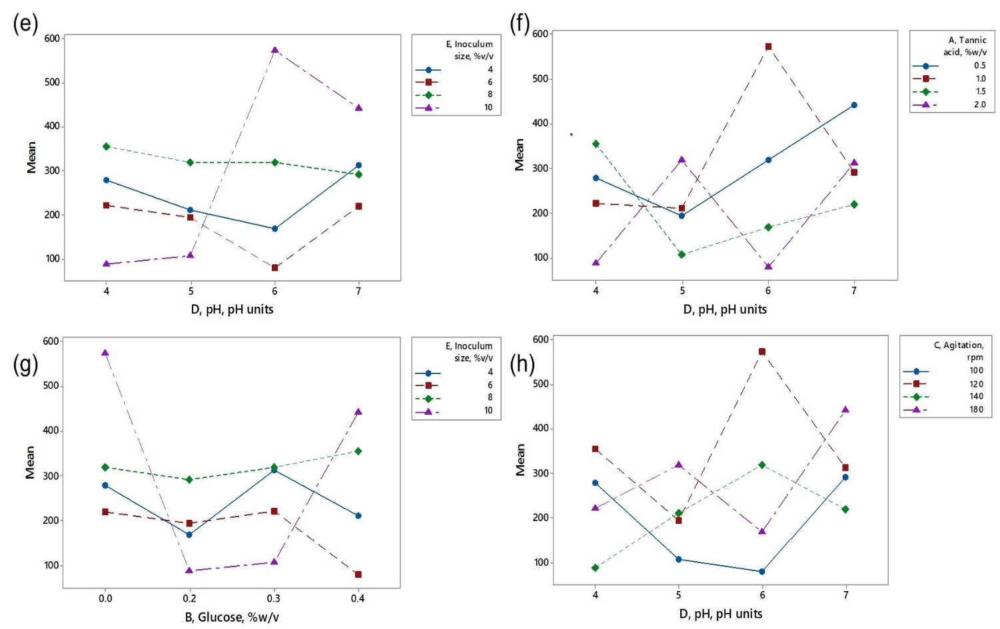 (e)
600
500
400
300
200
100
Mean
4 5 6 7
D, pH, pH units
E, Inoculum
size, %v/v
4
6
8
10
(f)
600
500
400
300
200
100
Mean
4 5 6 7
D, pH, pH units
A, Tannic
acid, %w/v
0.5
1.0
1.5
2.0
(g)
600
500
400
300
200
100
Mean
0.0 0.2 0.3 0.4
B, Glucose, %w/v
E, Inoculum
size, %v/v
4
6
8
10
(h)
600
500
400
300
200
100
Mean
4 5 6 7
D, pH, pH units
C, Agitation,
rpm
100
120
140
180